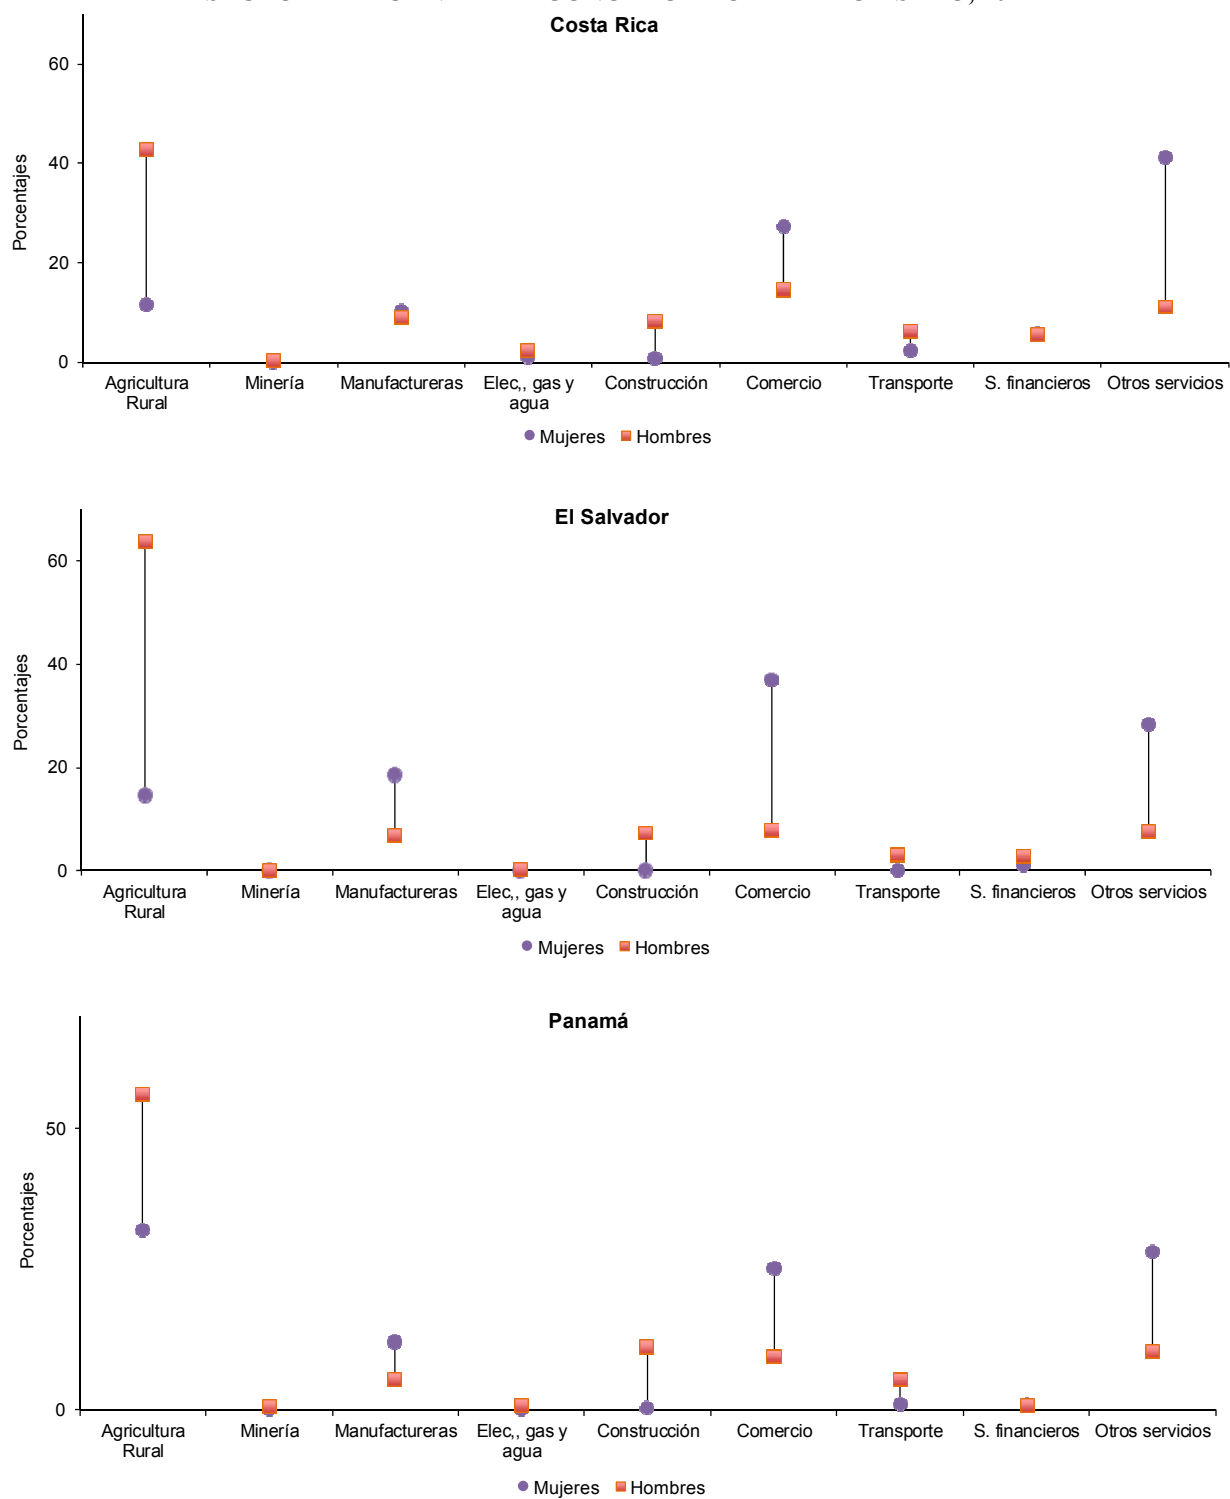 Costa Rica
60
40
20
0
Porcentajes
Agricultura Rural
Minería
Manufactureras
Elec,, gas y agua
Construcción
Comercio
Transporte
S. financieros
Otros servicios
Mujeres Hombres
El Salvador
60
40
20
0
Porcentajes
Agricultura Rural
Minería
Manufactureras
Elec,, gas y agua
Construcción
Comercio
Transporte
S. financieros
Otros servicios
Mujeres Hombres
Panamá
50
0
Porcentajes
Agricultura Rural
Minería
Manufactureras
Elec,, gas y agua
Construcción
Comercio
Transporte
S. financieros
Otros servicios
Mujeres Hombres